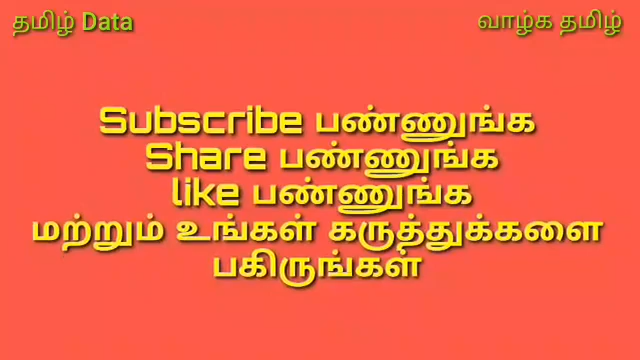 தமிழ் Data
வாழ்க தமிழ்
Subscribe பண்ணுங்க
Share பண்ணுங்க
like பண்ணுங்க
மற்றும் உங்கள் கருத்துக்களை
பகிருங்கள்